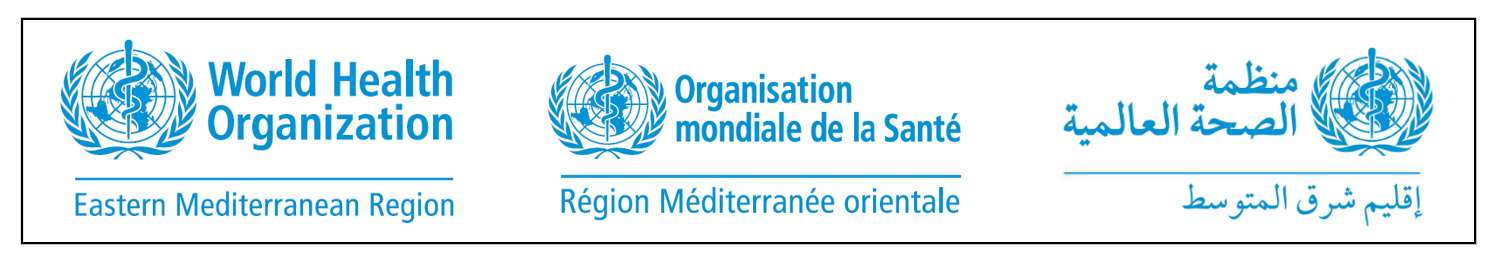 World Health
Organization
Eastern Mediterranean Region
Organisation
mondiale de la Santé
Région Méditerranée orientale
منظمة
الصحة العالمية
إقليم شرق المتوسط